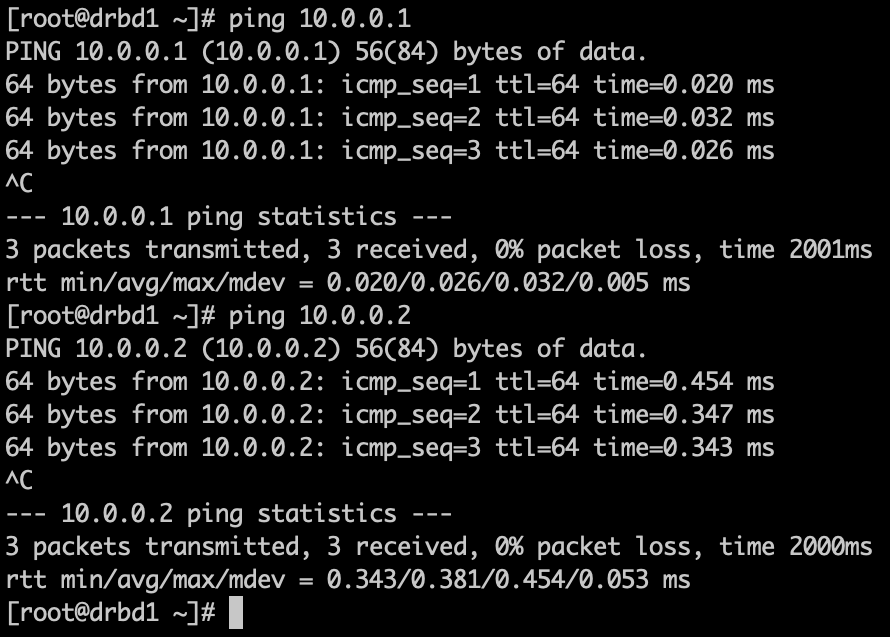 [root@drbd1 ~]# ping 10.0.0.1
PING 10.0.0.1 (10.0.0.1) 56(84) bytes of data.
64 bytes from 10.0.0.1: icmp_seq=1 ttl=64 time=0.020 ms
64 bytes from 10.0.0.1: icmp_seq=2 ttl=64 time=0.032 ms
64 bytes from 10.0.0.1: icmp_seq=3 ttl=64 time=0.026 ms
^C
--- 10.0.0.1 ping statistics ---
3 packets transmitted, 3 received, 0% packet loss, time 2001ms
rtt min/avg/max/mdev = 0.020/0.026/0.032/0.005 ms
[root@drbd1 ~]# ping 10.0.0.2
PING 10.0.0.2 (10.0.0.2) 56(84) bytes of data.
64 bytes from 10.0.0.2: icmp_seq=1 ttl=64 time=0.454 ms
64 bytes from 10.0.0.2: icmp_seq=2 ttl=64 time=0.347 ms
64 bytes from 10.0.0.2: icmp_seq=3 ttl=64 time=0.343 ms
^C
--- 10.0.0.2 ping statistics ---
3 packets transmitted, 3 received, 0% packet loss, time 2000ms
rtt min/avg/max/mdev = 0.343/0.381/0.454/0.053 ms
[root@drbd1 ~]#